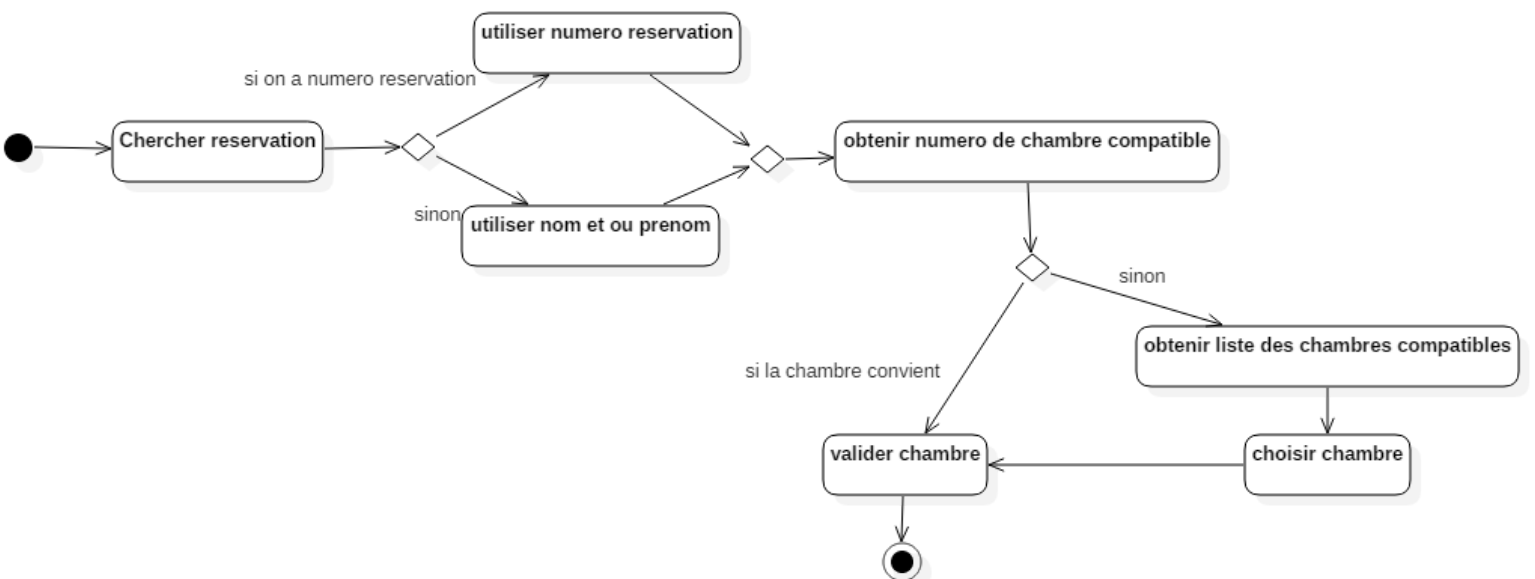 utiliser numero reservation
si on a numero reservation
Chercher reservation
obtenir numero de chambre compatible
sinon
utiliser nom et ou prenom
sinon
obtenir liste des chambres compatibles
si la chambre convient
valider chambre
choisir chambre